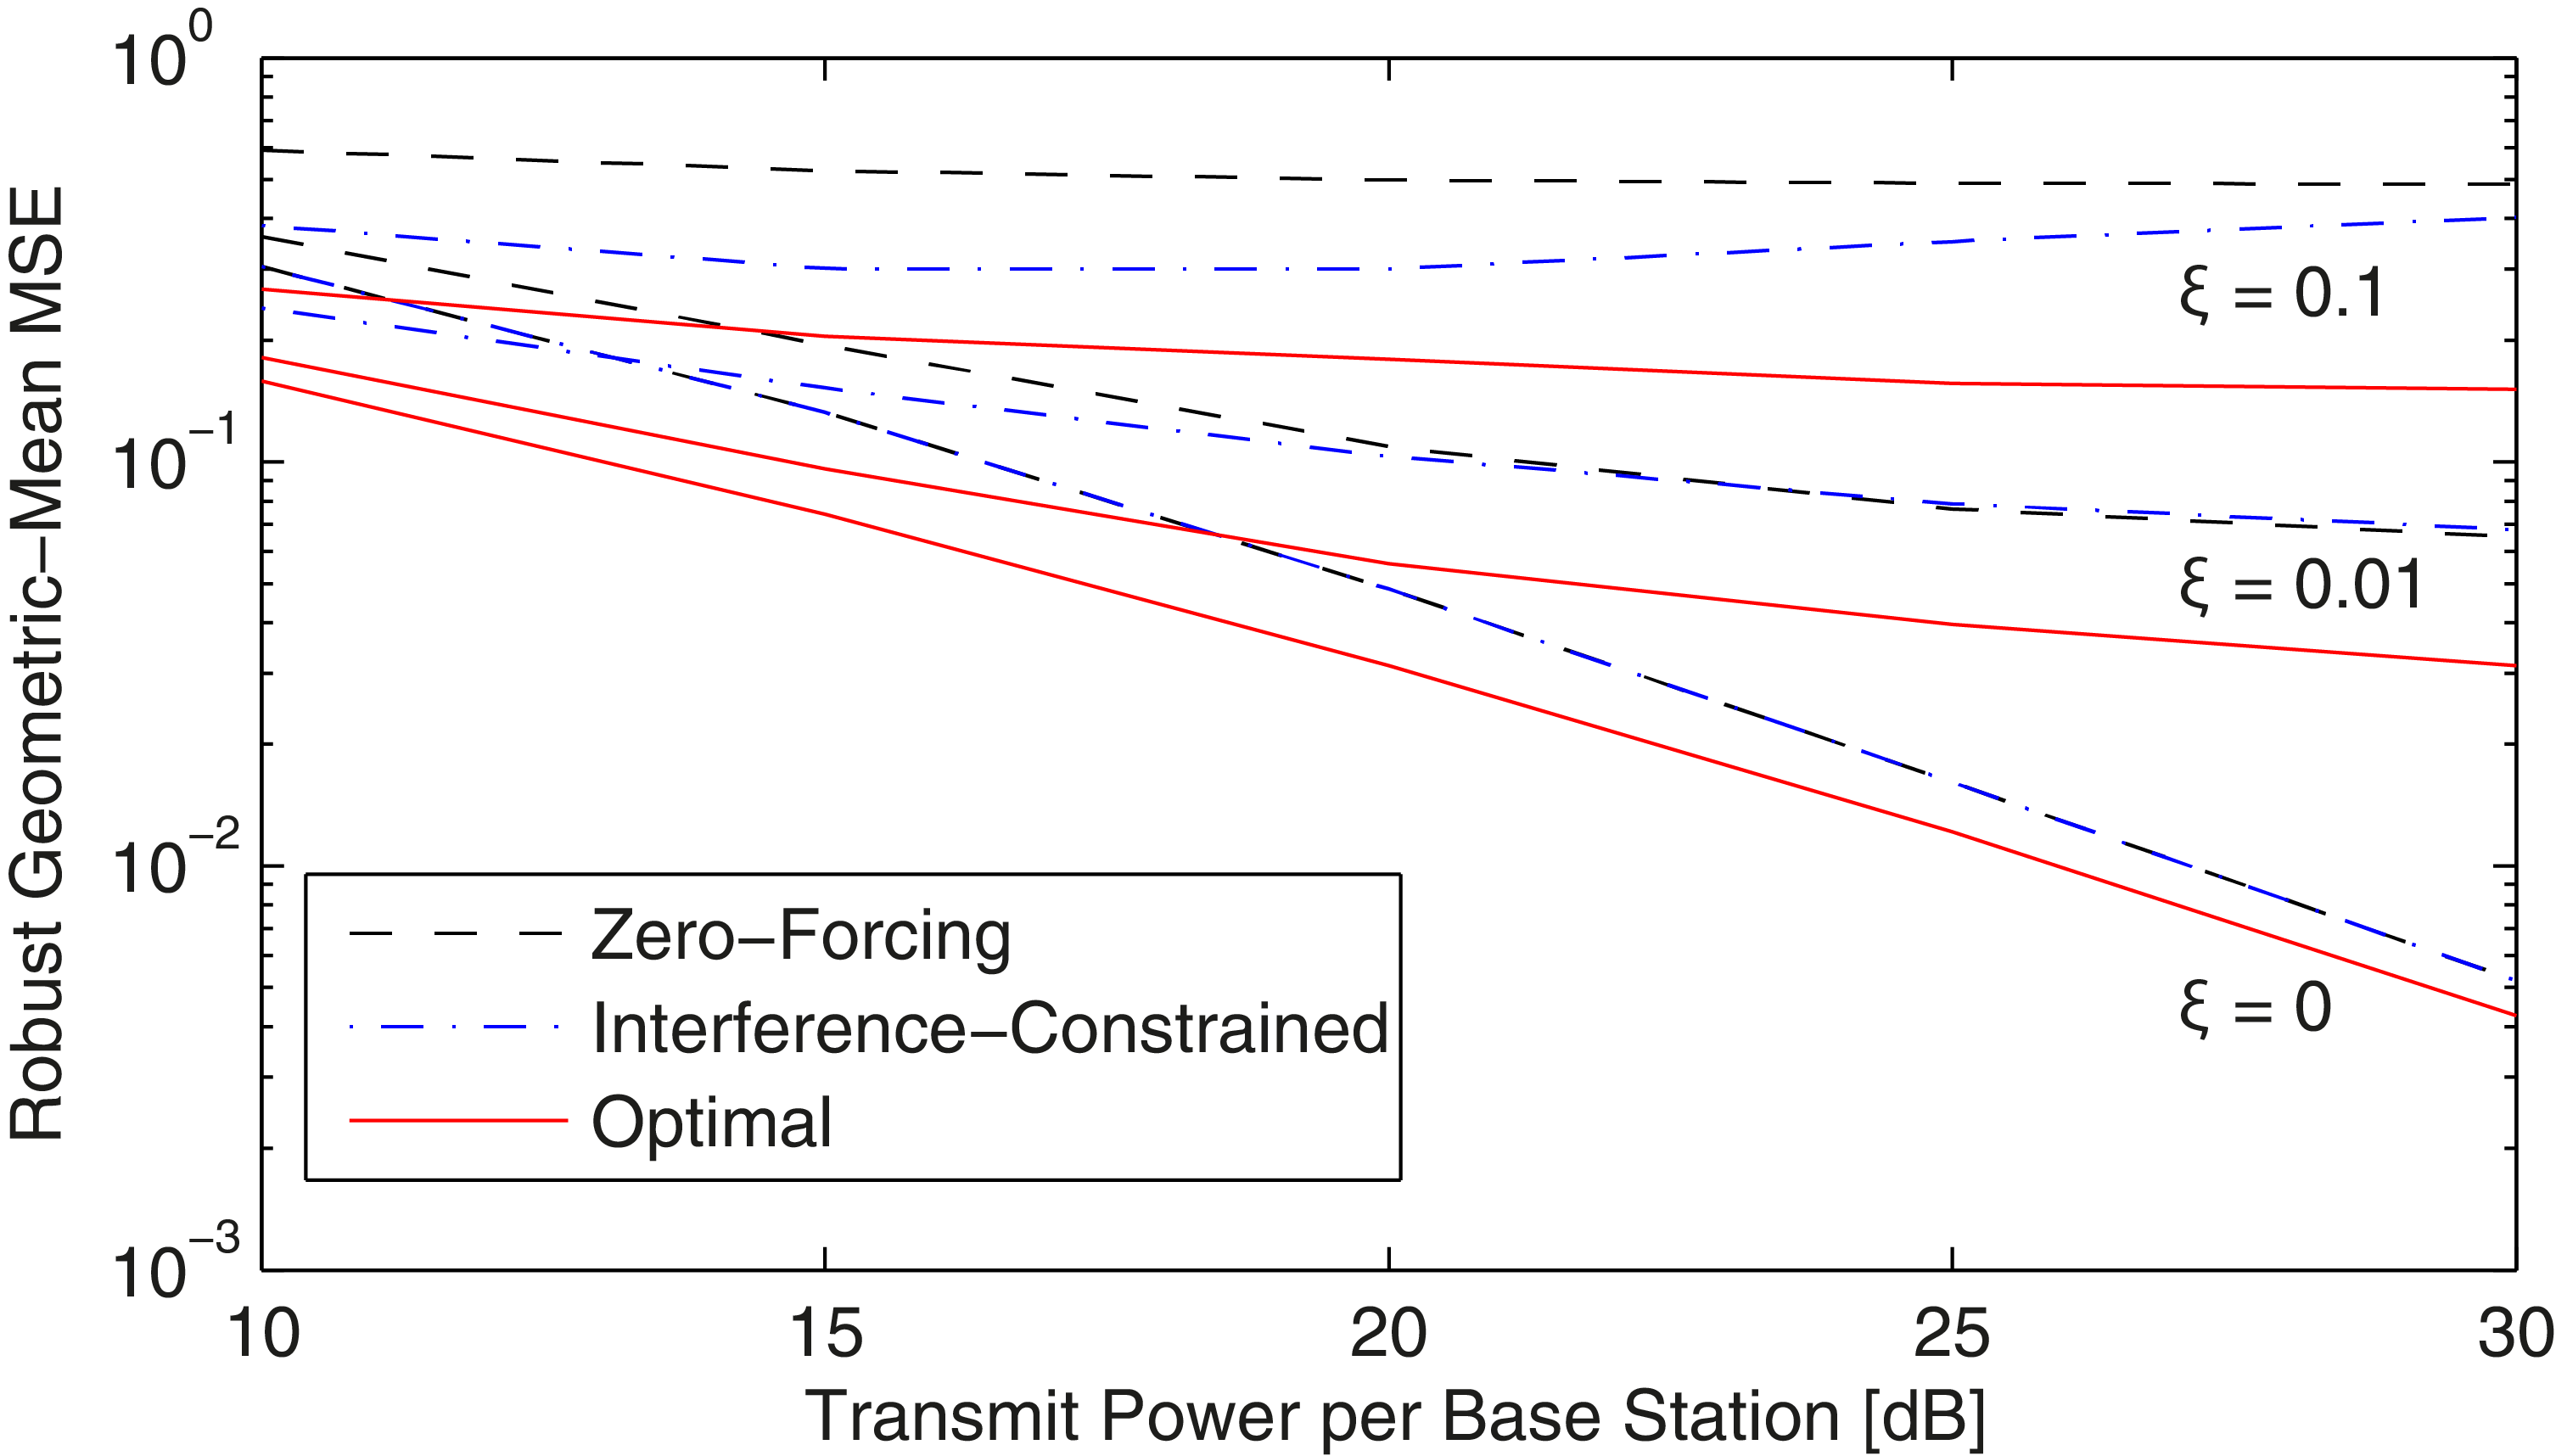 Robust Geometric–Mean MSE
10^0
10^−1
10^−2
10^−3
ξ = 0.1
ξ = 0.01
ξ = 0
Zero−Forcing
Interference−Constrained
Optimal
10 15 20 25 30
Transmit Power per Base Station [dB]